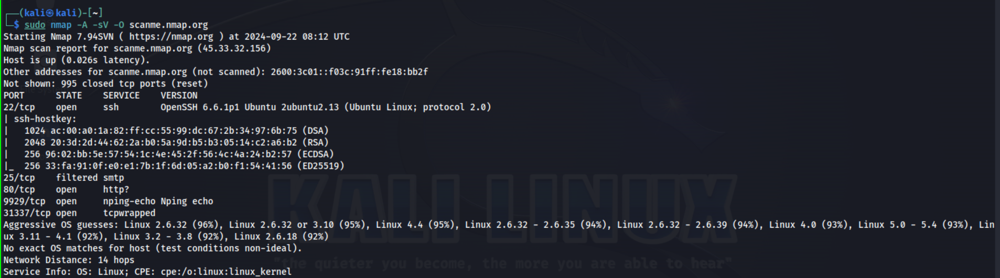 ┌──(kali㉿kali)-[~]
└─$ sudo nmap -A -sV -O scanme.nmap.org
Starting Nmap 7.94SVN ( https://nmap.org ) at 2024-09-22 08:12 UTC
Nmap scan report for scanme.nmap.org (45.33.32.156)
Host is up (0.026s latency).
Other addresses for scanme.nmap.org (not scanned): 2600:3c01::f03c:91ff:fe18:bb2f
Not shown: 995 closed tcp ports (reset)
PORT      STATE    SERVICE    VERSION
22/tcp    open     ssh        OpenSSH 6.6.1p1 Ubuntu 2ubuntu2.13 (Ubuntu Linux; protocol 2.0)
| ssh-hostkey:
|   1024 ac:00:a0:1a:82:ff:cc:55:99:dc:67:2b:34:97:6b:75 (DSA)
|   2048 20:3d:2d:44:62:2a:b0:5a:9d:b5:b3:05:14:c2:a6:b2 (RSA)
|   256 96:02:bb:5e:57:54:1c:4e:45:2f:56:4c:4a:24:b2:57 (ECDSA)
|_  256 33:fa:91:0f:e0:e1:7b:1f:6d:05:a2:b0:f1:54:41:56 (ED25519)
25/tcp    filtered smtp
80/tcp    open     http?
9929/tcp  open     nping-echo Nping echo
31337/tcp open     tcpwrapped
Aggressive OS guesses: Linux 2.6.32 (96%), Linux 2.6.32 or 3.10 (95%), Linux 4.4 (95%), Linux 2.6.32 - 2.6.35 (94%), Linux 2.6.32 - 2.6.39 (94%), Linux 4.0 (93%), Linux 5.0 - 5.4 (93%), Lin
ux 3.11 - 4.1 (92%), Linux 3.2 - 3.8 (92%), Linux 2.6.18 (92%)
No exact OS matches for host (test conditions non-ideal).
Network Distance: 14 hops
Service Info: OS: Linux; CPE: cpe:/o:linux:linux_kernel
KALI LINUX
"the quieter you become, the more you are able to hear"